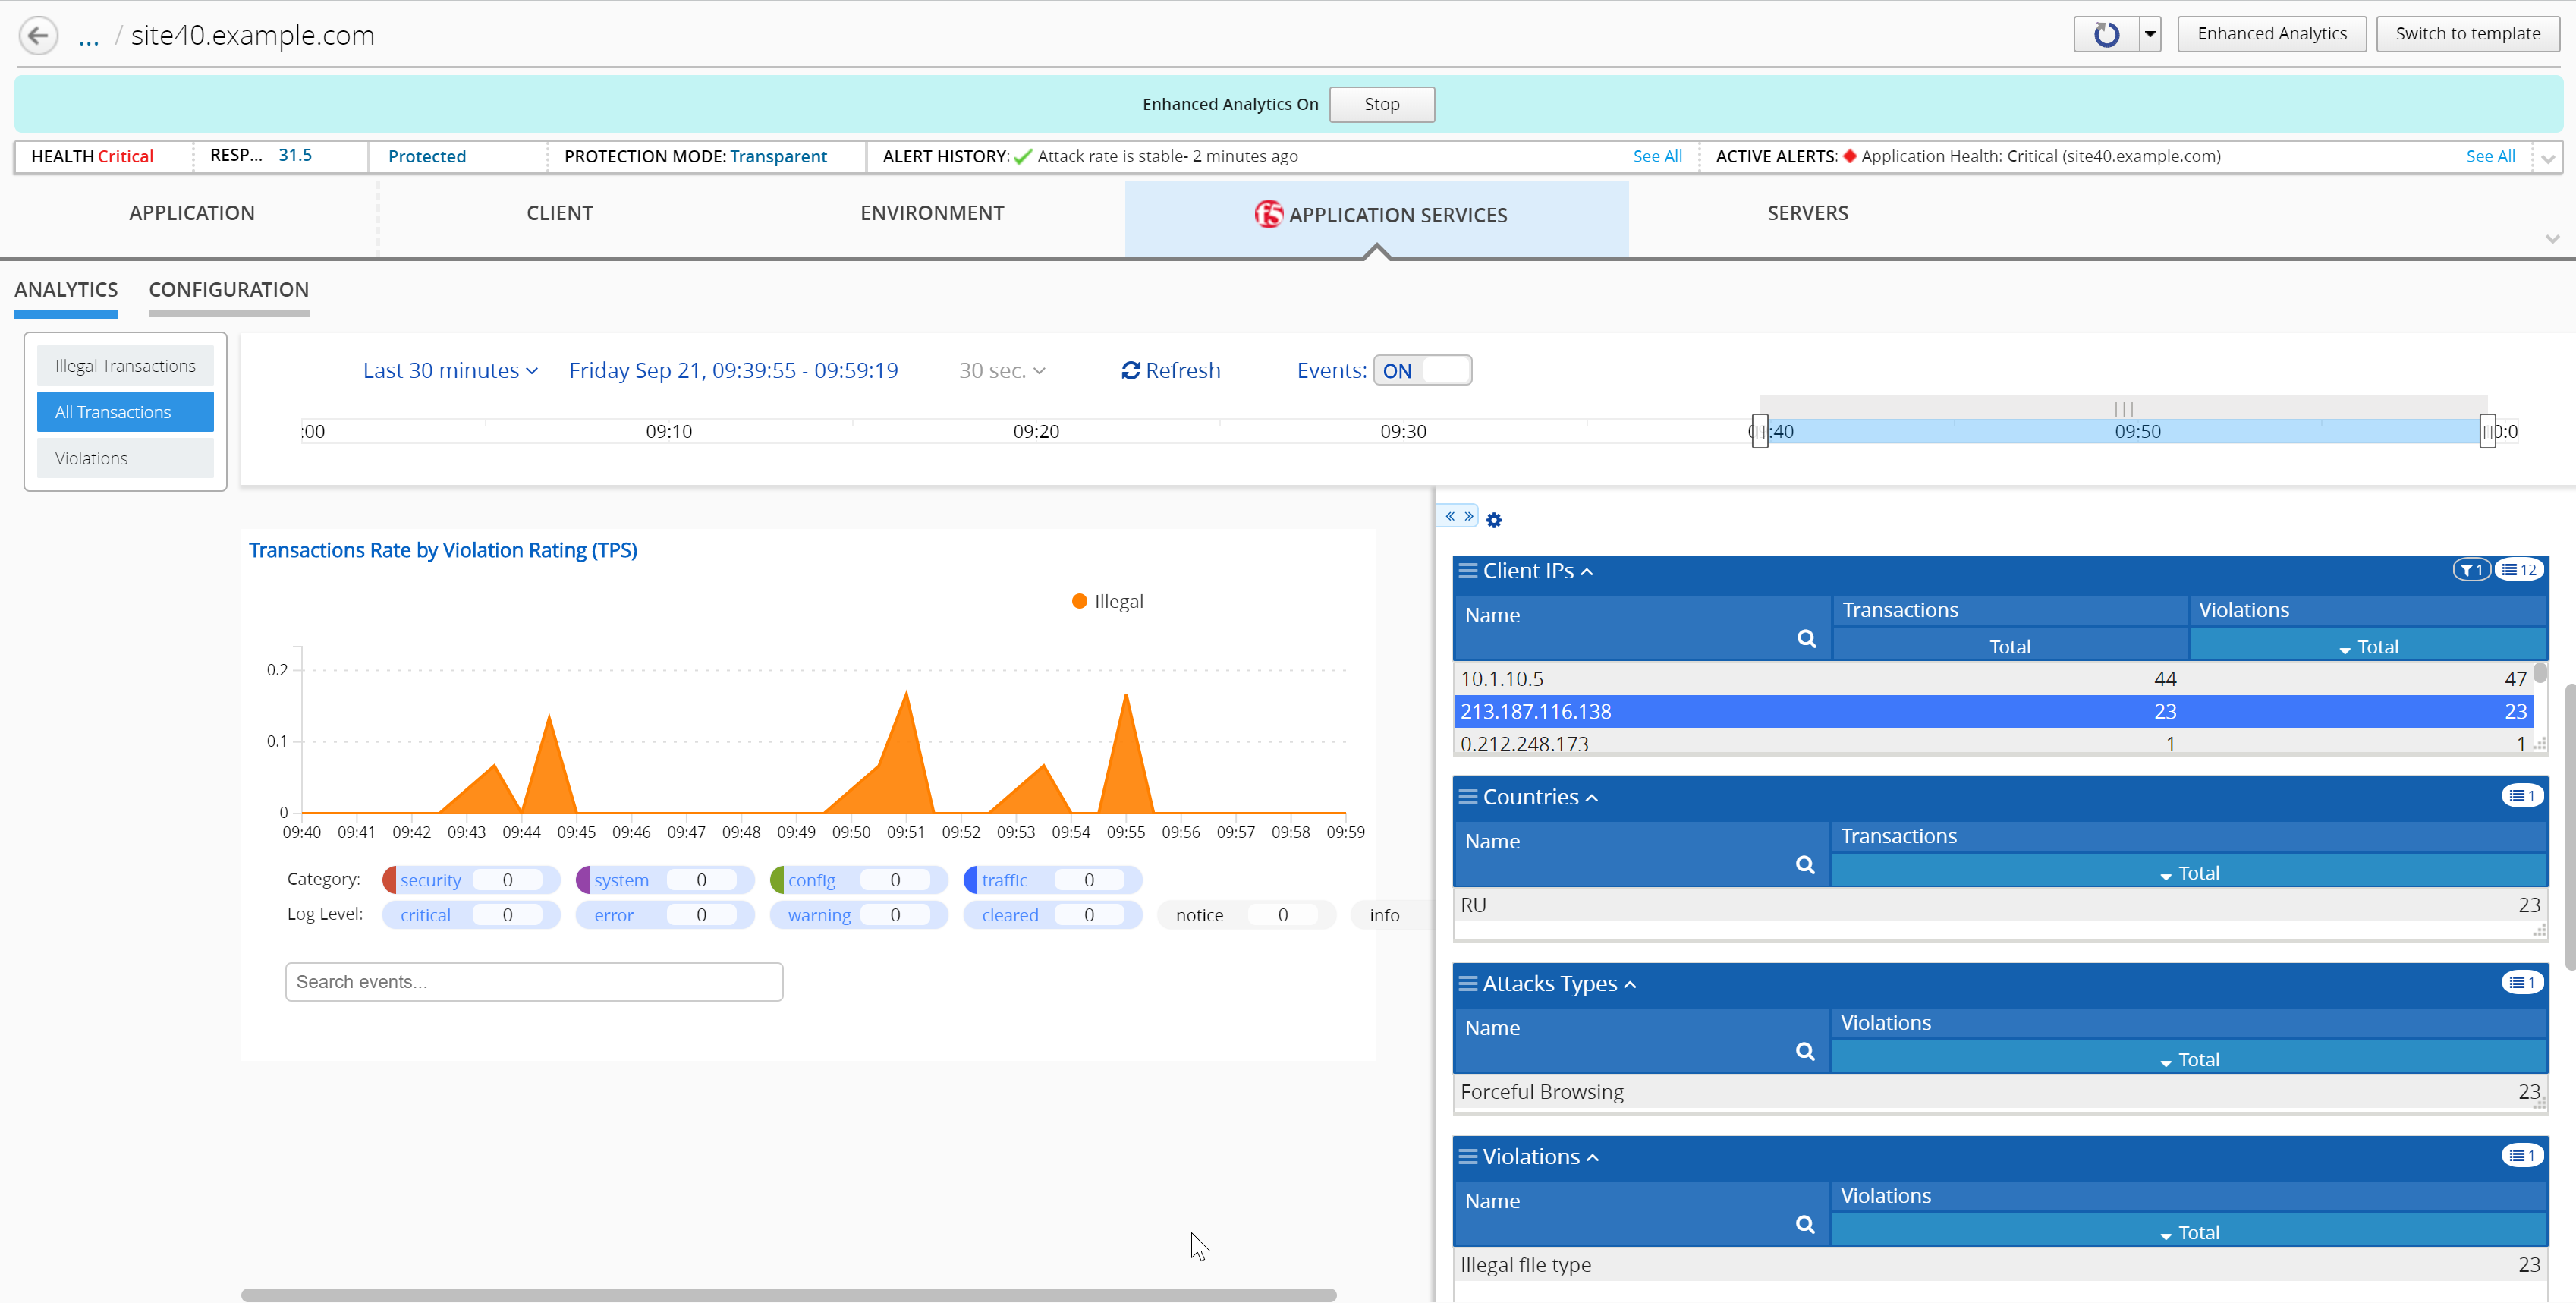 ... / site40.example.com
Enhanced Analytics
Switch to template
Enhanced Analytics On
Stop
HEALTH Critical
RESP... 31.5
Protected
PROTECTION MODE: Transparent
ALERT HISTORY: Attack rate is stable- 2 minutes ago
See All
ACTIVE ALERTS: Application Health: Critical (site40.example.com)
See All
APPLICATION
CLIENT
ENVIRONMENT
f5 APPLICATION SERVICES
SERVERS
ANALYTICS
CONFIGURATION
Illegal Transactions
All Transactions
Violations
Last 30 minutes
Friday Sep 21, 09:39:55 - 09:59:19
30 sec.
Refresh
Events: ON
:00 09:10 09:20 09:30 :40 09:50 0:0
Transactions Rate by Violation Rating (TPS)
Illegal
0.2
0.1
0
09:40 09:41 09:42 09:43 09:44 09:45 09:46 09:47 09:48 09:49 09:50 09:51 09:52 09:53 09:54 09:55 09:56 09:57 09:58 09:59
Category: security 0 system 0 config 0 traffic 0
Log Level: critical 0 error 0 warning 0 cleared 0 notice 0 info
Search events...
« »
Client IPs 1 12
Name Transactions Violations
Total Total
10.1.10.5 44 47
213.187.116.138 23 23
0.212.248.173 1 1
Countries 1
Name Transactions
Total
RU 23
Attacks Types 1
Name Violations
Total
Forceful Browsing 23
Violations 1
Name Violations
Total
Illegal file type 23